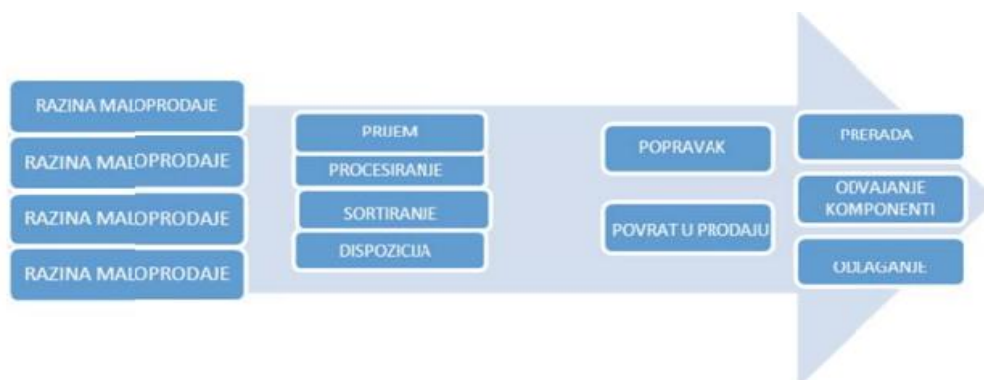 RAZINA MALOPRODAJE
RAZINA MALOPRODAJE
RAZINA MALOPRODAJE
RAZINA MALOPRODAJE
PRIJEM
PROCESIRANJE
SORTIRANJE
DISPOZICIJA
POPRAVAK
POVRAT U PRODAJU
PRERADA
ODVAJANJE
KOMPONENTI
ODLAGANJE